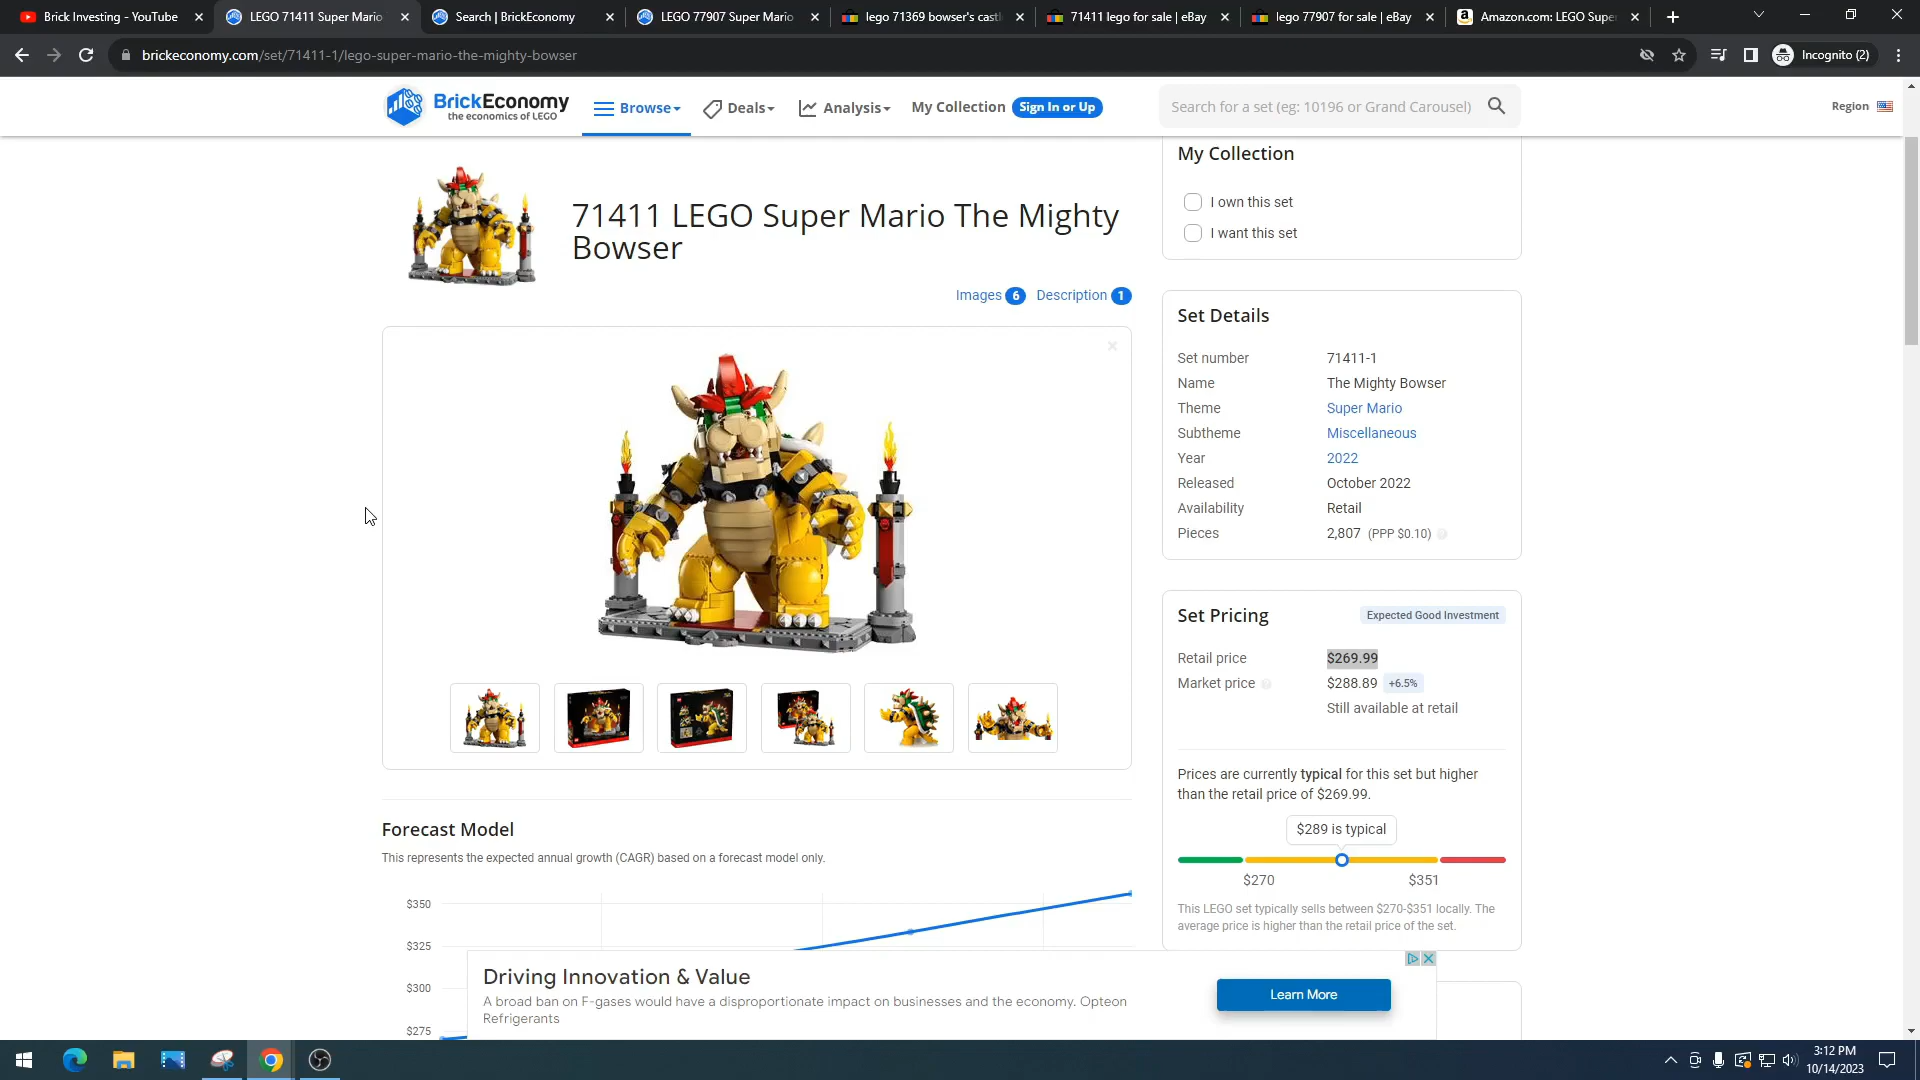 Brick Investing - YouTube
LEGO 71411 Super Mario
Search | BrickEconomy
LEGO 77907 Super Mario
lego 71369 bowser's castl
71411 lego for sale | eBay
lego 77907 for sale | eBay
Amazon.com: LEGO Supe
brickeconomy.com/set/71411-1/lego-super-mario-the-mighty-bowser
Incognito (2)
BrickEconomy
the economics of LEGO
Browse
Deals
Analysis
My Collection
Sign In or Up
Search for a set (eg: 10196 or Grand Carousel)
Region
71411 LEGO Super Mario The Mighty
Bowser
Images 6
Description 1
My Collection
I own this set
I want this set
Set Details
Set number 71411-1
Name The Mighty Bowser
Theme Super Mario
Subtheme Miscellaneous
Year 2022
Released October 2022
Availability Retail
Pieces 2,807 (PPP $0.10)
Set Pricing
Expected Good Investment
Retail price $269.99
Market price $288.89 +6.5%
Still available at retail
Prices are currently typical for this set but higher
than the retail price of $269.99.
$289 is typical
$270
$351
This LEGO set typically sells between $270-$351 locally. The
average price is higher than the retail price of the set.
Forecast Model
This represents the expected annual growth (CAGR) based on a forecast model only.
$350
$325
$300
$275
Driving Innovation & Value
A broad ban on F-gases would have a disproportionate impact on businesses and the economy. Opteon
Refrigerants
Learn More
3:12 PM
10/14/2023